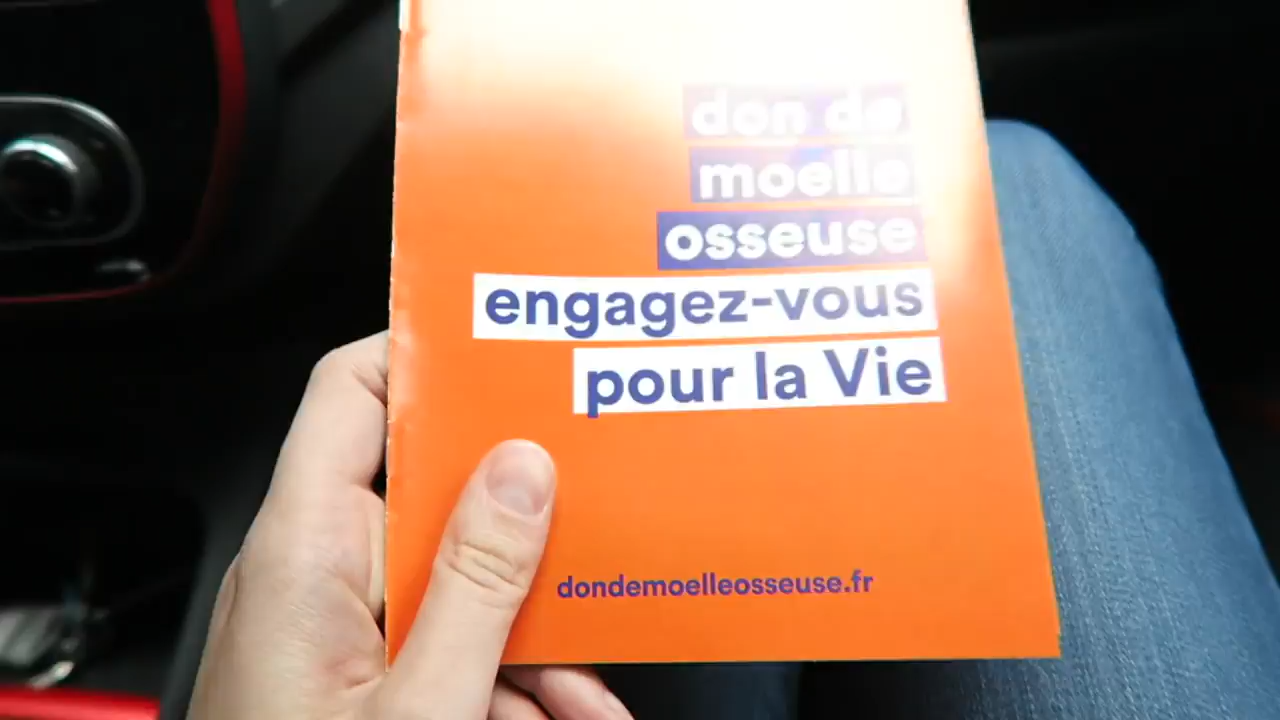 don de
moelle
osseuse
engagez-vous
pour la Vie
dondemoelleosseuse.fr